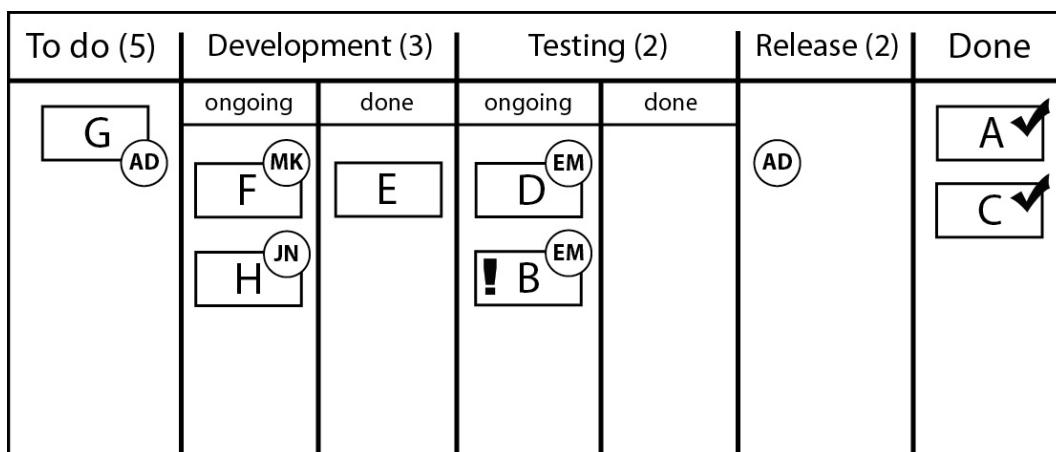 To do (5) Development (3) Testing (2) Release (2) Done
ongoing done ongoing done
G AD
F MK
H JN
E
D EM
! B EM
AD
A
C